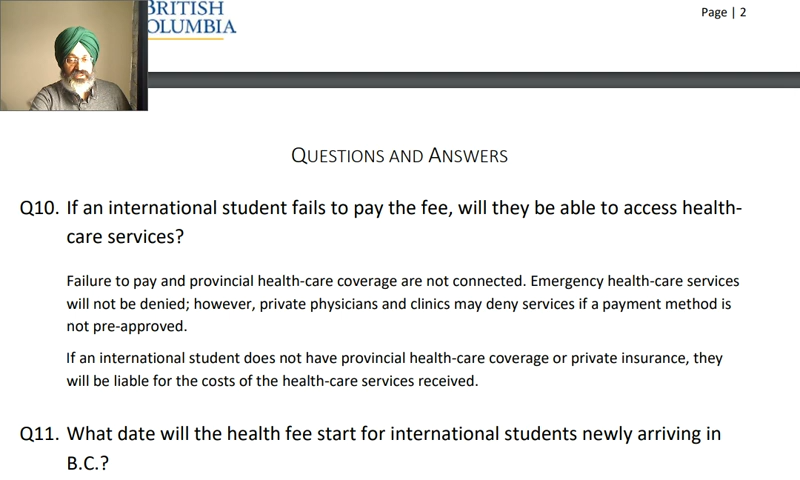 BRITISH
COLUMBIA
Page | 2
QUESTIONS AND ANSWERS
Q10. If an international student fails to pay the fee, will they be able to access health-
care services?
Failure to pay and provincial health-care coverage are not connected. Emergency health-care services
will not be denied; however, private physicians and clinics may deny services if a payment method is
not pre-approved.
If an international student does not have provincial health-care coverage or private insurance, they
will be liable for the costs of the health-care services received.
Q11. What date will the health fee start for international students newly arriving in
B.C.?